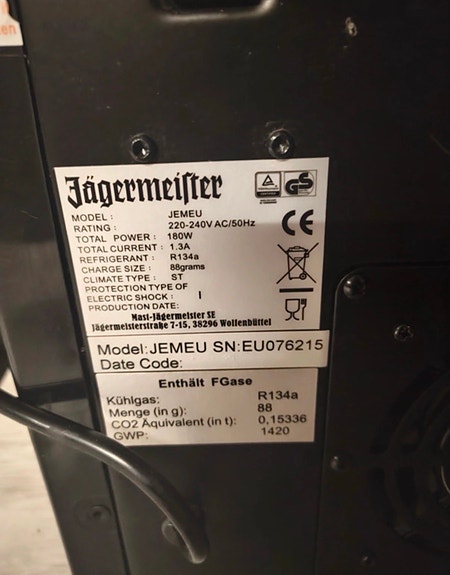 ten
Jägermeister
MODEL : JEMEU
RATING : 220-240V AC/50Hz
TOTAL POWER : 180W
TOTAL CURRENT : 1.3A
REFRIGERANT : R134a
CHARGE SIZE : 88grams
CLIMATE TYPE : ST
PROTECTION TYPE OF
ELECTRIC SHOCK : I
PRODUCTION DATE:
GS
CE
Mast-Jägermeister SE
Jägermeisterstraße 7-15, 38296 Wolfenbüttel
Model: JEMEU SN:EU076215
Date Code:
Enthält FGase
Kühlgas: R134a
Menge (in g): 88
CO2 Äquivalent (in t): 0,15336
GWP: 1420